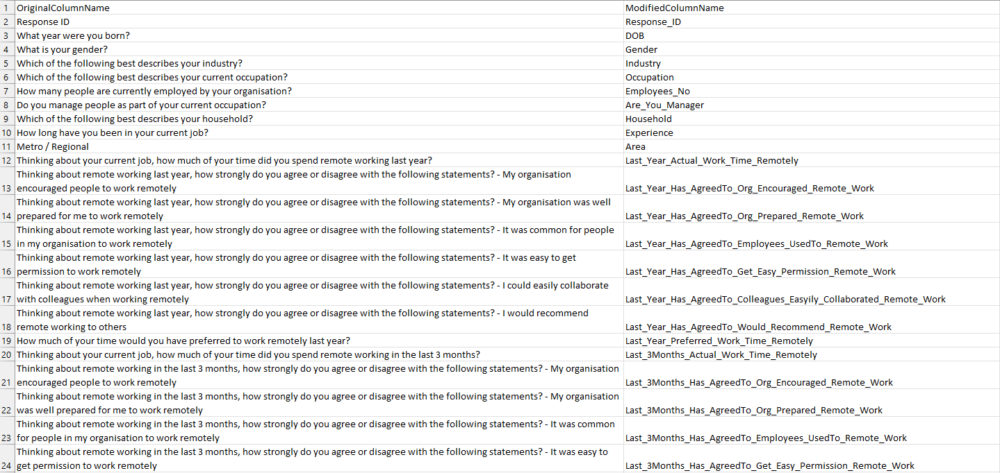 1 OriginalColumnName ModifiedColumnName
2 Response ID Response_ID
3 What year were you born? DOB
4 What is your gender? Gender
5 Which of the following best describes your industry? Industry
6 Which of the following best describes your current occupation? Occupation
7 How many people are currently employed by your organisation? Employees_No
8 Do you manage people as part of your current occupation? Are_You_Manager
9 Which of the following best describes your household? Household
10 How long have you been in your current job? Experience
11 Metro / Regional Area
12 Thinking about your current job, how much of your time did you spend remote working last year? Last_Year_Actual_Work_Time_Remotely
Thinking about remote working last year, how strongly do you agree or disagree with the following statements? - My organisation
13 encouraged people to work remotely Last_Year_Has_AgreedTo_Org_Encouraged_Remote_Work
Thinking about remote working last year, how strongly do you agree or disagree with the following statements? - My organisation was well
14 prepared for me to work remotely Last_Year_Has_AgreedTo_Org_Prepared_Remote_Work
Thinking about remote working last year, how strongly do you agree or disagree with the following statements? - It was common for people
15 in my organisation to work remotely Last_Year_Has_AgreedTo_Employees_UsedTo_Remote_Work
Thinking about remote working last year, how strongly do you agree or disagree with the following statements? - It was easy to get
16 permission to work remotely Last_Year_Has_AgreedTo_Get_Easy_Permission_Remote_Work
Thinking about remote working last year, how strongly do you agree or disagree with the following statements? - I could easily collaborate
17 with colleagues when working remotely Last_Year_Has_AgreedTo_Colleagues_Easyily_Collaborated_Remote_Work
Thinking about remote working last year, how strongly do you agree or disagree with the following statements? - I would recommend
18 remote working to others Last_Year_Has_AgreedTo_Would_Recommend_Remote_Work
19 How much of your time would you have preferred to work remotely last year? Last_Year_Preferred_Work_Time_Remotely
20 Thinking about your current job, how much of your time did you spend remote working in the last 3 months? Last_3Months_Actual_Work_Time_Remotely
Thinking about remote working in the last 3 months, how strongly do you agree or disagree with the following statements? - My organisation
21 encouraged people to work remotely Last_3Months_Has_AgreedTo_Org_Encouraged_Remote_Work
Thinking about remote working in the last 3 months, how strongly do you agree or disagree with the following statements? - My organisation
22 was well prepared for me to work remotely Last_3Months_Has_AgreedTo_Org_Prepared_Remote_Work
Thinking about remote working in the last 3 months, how strongly do you agree or disagree with the following statements? - It was common
23 for people in my organisation to work remotely Last_3Months_Has_AgreedTo_Employees_UsedTo_Remote_Work
Thinking about remote working in the last 3 months, how strongly do you agree or disagree with the following statements? - It was easy to
24 get permission to work remotely Last_3Months_Has_AgreedTo_Get_Easy_Permission_Remote_Work